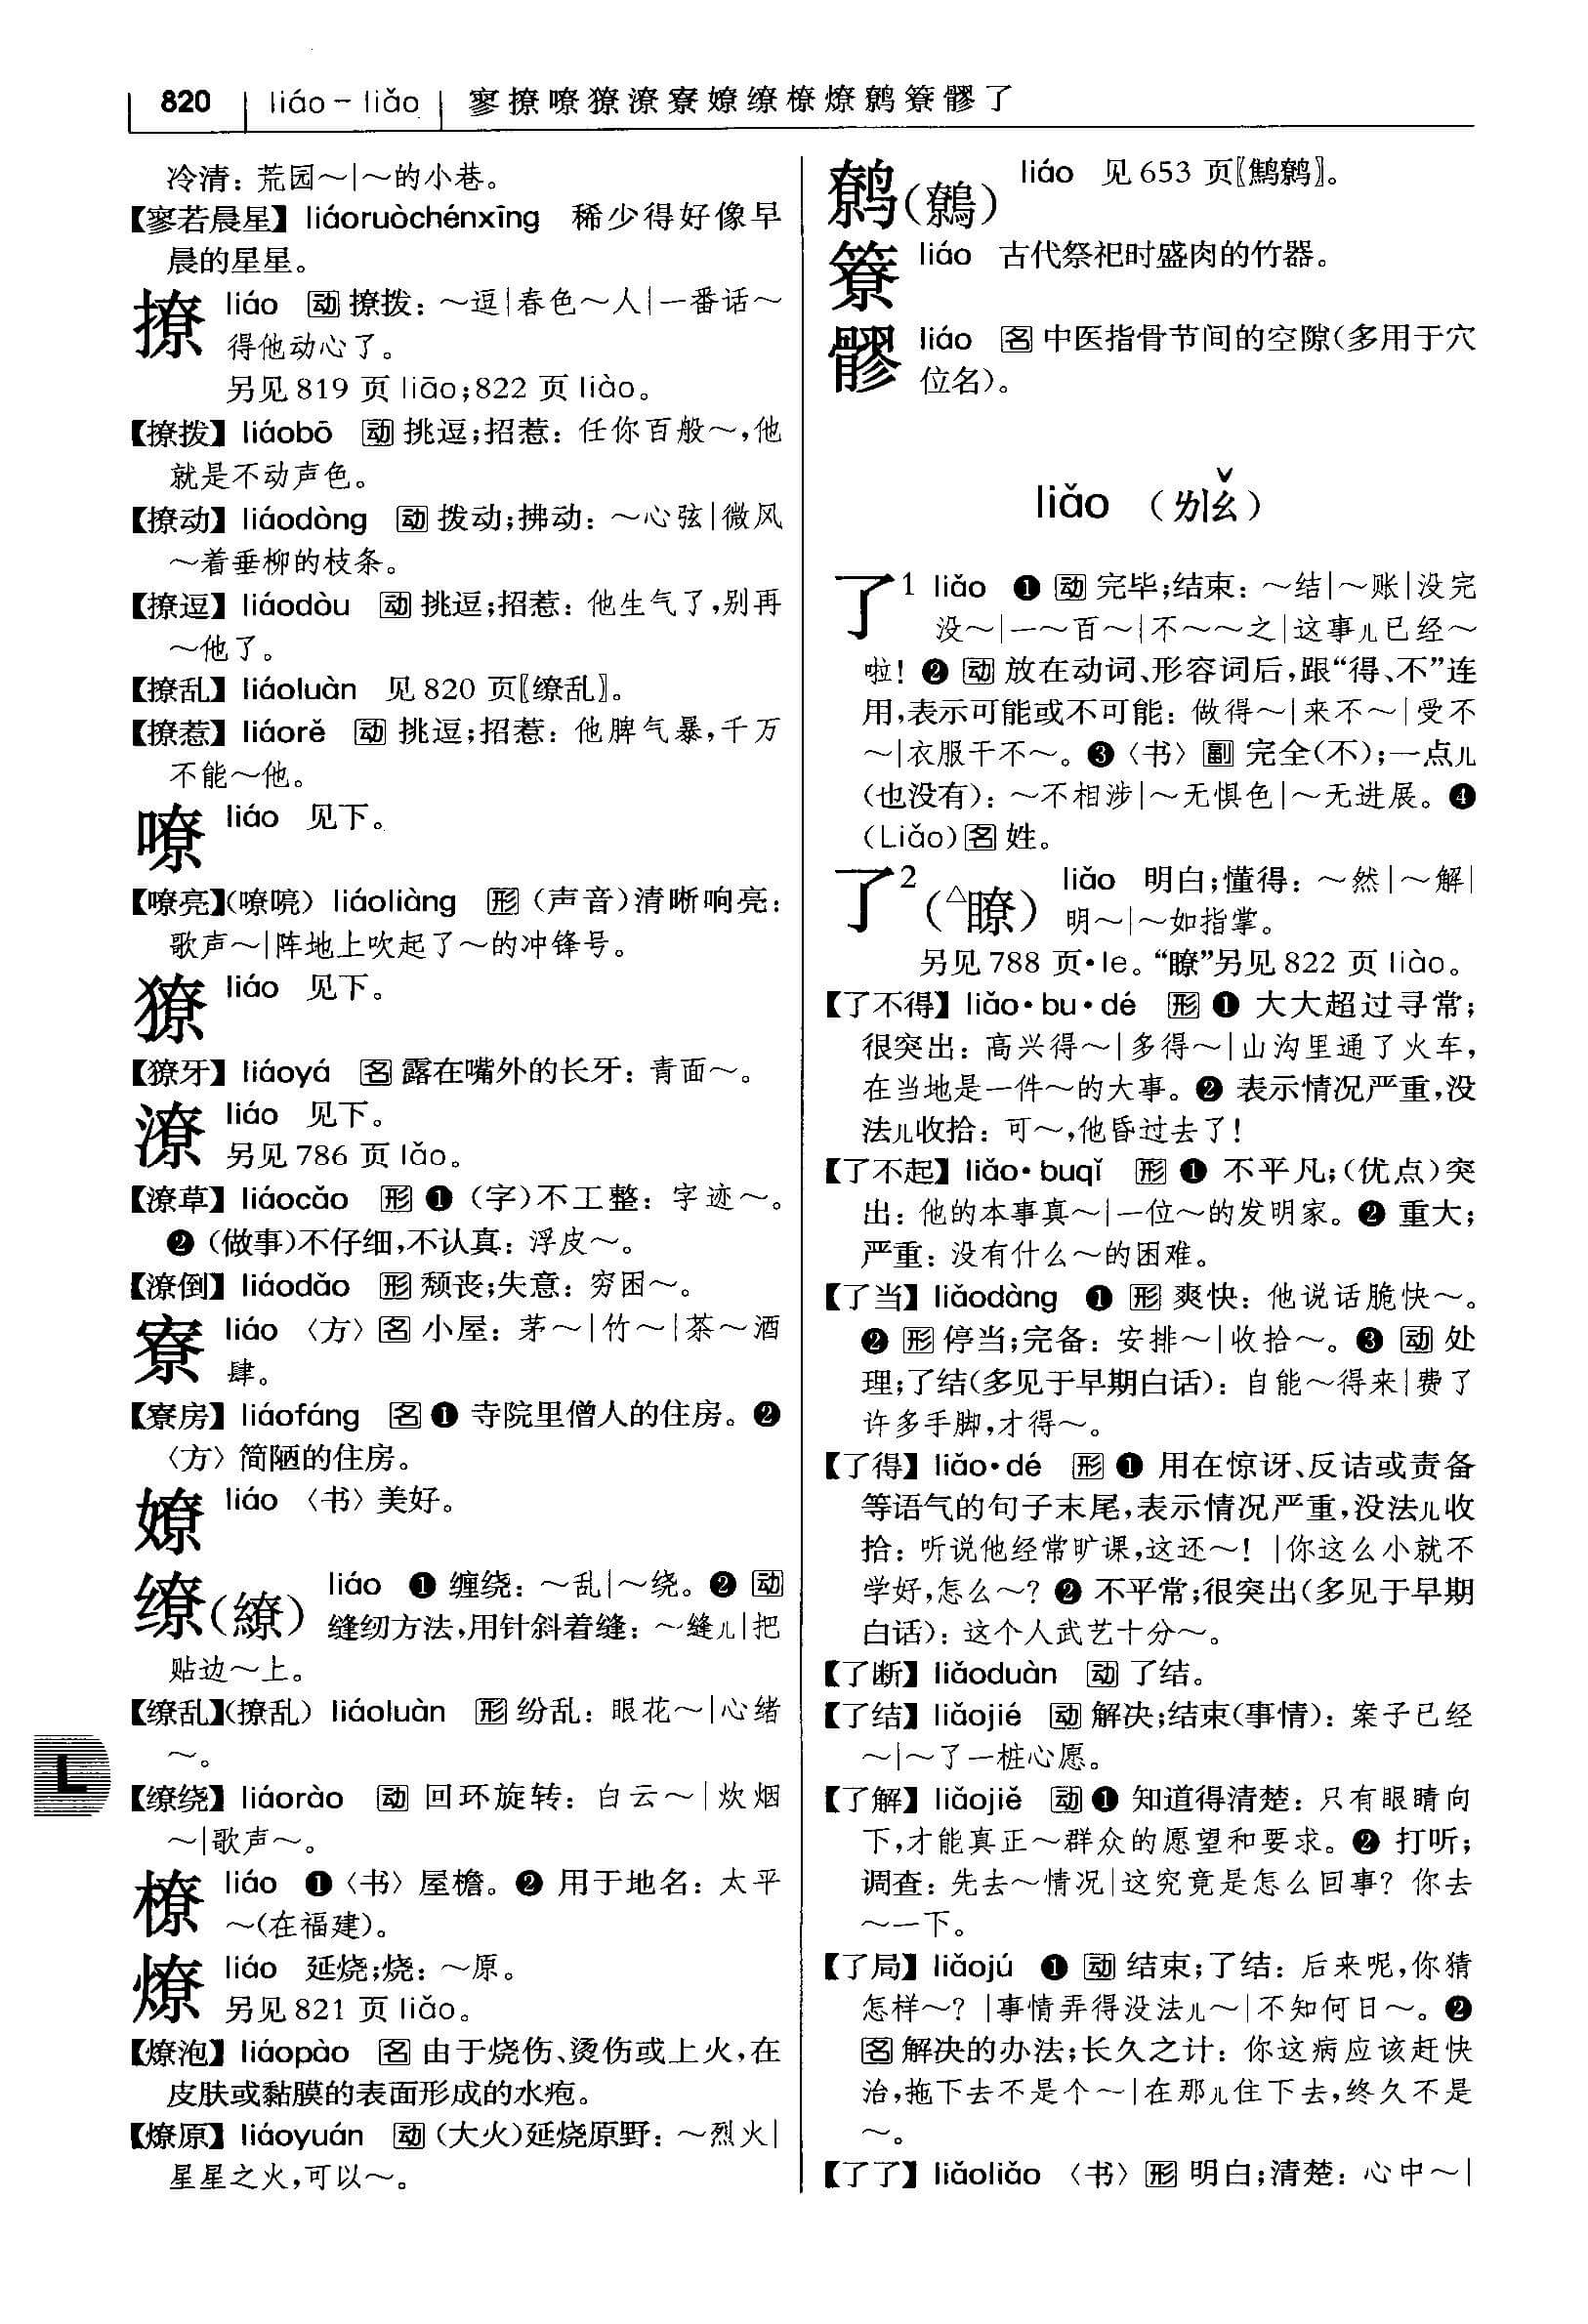 820 liáo－liǎo 寥撩嘹獠潦寮嫽缭橑燎鹩簝髎了
冷清：荒园～|～的小巷。
【寥若晨星】liáoruòchénxīng 稀少得好像早
晨的星星。
撩 liáo 动 撩拨：～逗|春色～人|一番话～
得他动心了。
另见 819 页 liāo；822 页 liào。
【撩拨】liáobō 动 挑逗；招惹：任你百般～，他
就是不动声色。
【撩动】liáodòng 动 拨动；拂动：～心弦|微风
～着垂柳的枝条。
【撩逗】liáodòu 动 挑逗；招惹：他生气了，别再
～他了。
【撩乱】liáoluàn 见 820 页〖缭乱〗。
【撩惹】liáorě 动 挑逗；招惹：他脾气暴，千万
不能～他。
嘹 liáo 见下。
【嘹亮】（嘹喨）liáoliàng 形（声音）清晰响亮：
歌声～|阵地上吹起了～的冲锋号。
獠 liáo 见下。
【獠牙】liáoyá 名 露在嘴外的长牙：青面～。
潦 liáo 见下。
另见 786 页 lǎo。
【潦草】liáocǎo 形 ❶（字）不工整：字迹～。
❷（做事）不仔细，不认真：浮皮～。
【潦倒】liáodǎo 形 颓丧；失意：穷困～。
寮 liáo〈方〉名 小屋：茅～|竹～|茶～酒
肆。
【寮房】liáofáng 名 ❶ 寺院里僧人的住房。❷
〈方〉简陋的住房。
嫽 liáo〈书〉美好。
缭（繚） liáo ❶ 缠绕：～乱|～绕。❷ 动
缝纫方法，用针斜着缝：～缝儿|把
贴边～上。
【缭乱】（撩乱）liáoluàn 形 纷乱：眼花～|心绪
～。
【缭绕】liáorào 动 回环旋转：白云～|炊烟
～|歌声～。
橑 liáo ❶〈书〉屋檐。❷ 用于地名：太平
～（在福建）。
燎 liáo 延烧；烧：～原。
另见 821 页 liǎo。
【燎泡】liáopào 名 由于烧伤、烫伤或上火，在
皮肤或黏膜的表面形成的水疱。
【燎原】liáoyuán 动（大火）延烧原野：～烈火|
星星之火，可以～。
L
鹩（鷯） liáo 见 653 页〖鹪鹩〗。
簝 liáo 古代祭祀时盛肉的竹器。
髎 liáo 名 中医指骨节间的空隙（多用于穴
位名）。
liǎo （ㄌㄧㄠˇ）
了1 liǎo ❶ 动 完毕；结束：～结|～账|没完
没～|一～百～|不～～之|这事儿已经～
啦！❷ 动 放在动词、形容词后，跟“得、不”连
用，表示可能或不可能：做得～|来不～|受不
～|衣服干不～。❸〈书〉副 完全（不）；一点儿
（也没有）：～不相涉|～无惧色|～无进展。❹
（Liǎo）名 姓。
了2（△瞭） liǎo 明白；懂得：～然|～解|
明～|～如指掌。
另见 788 页•le。“瞭”另见 822 页 liào。
【了不得】liǎo•bu•dé 形 ❶ 大大超过寻常；
很突出：高兴得～|多得～|山沟里通了火车，
在当地是一件～的大事。❷ 表示情况严重，没
法儿收拾：可～，他昏过去了！
【了不起】liǎo•buqǐ 形 ❶ 不平凡；（优点）突
出：他的本事真～|一位～的发明家。❷ 重大；
严重：没有什么～的困难。
【了当】liǎodàng ❶ 形 爽快：他说话脆快～。
❷ 形 停当；完备：安排～|收拾～。❸ 动 处
理；了结（多见于早期白话）：自能～得来|费了
许多手脚，才得～。
【了得】liǎo•dé 形 ❶ 用在惊讶、反诘或责备
等语气的句子末尾，表示情况严重，没法儿收
拾：听说他经常旷课，这还～！|你这么小就不
学好，怎么～？❷ 不平常；很突出（多见于早期
白话）：这个人武艺十分～。
【了断】liǎoduàn 动 了结。
【了结】liǎojié 动 解决；结束（事情）：案子已经
～|～了一桩心愿。
【了解】liǎojiě 动 ❶ 知道得清楚：只有眼睛向
下，才能真正～群众的愿望和要求。❷ 打听；
调查：先去～情况|这究竟是怎么回事？你去
～一下。
【了局】liǎojú ❶ 动 结束；了结：后来呢，你猜
怎样～？|事情弄得没法儿～|不知何日～。❷
名 解决的办法；长久之计：你这病应该赶快
治，拖下去不是个～|在那儿住下去，终久不是
～。
【了了】liǎoliǎo〈书〉形 明白；清楚：心中～|